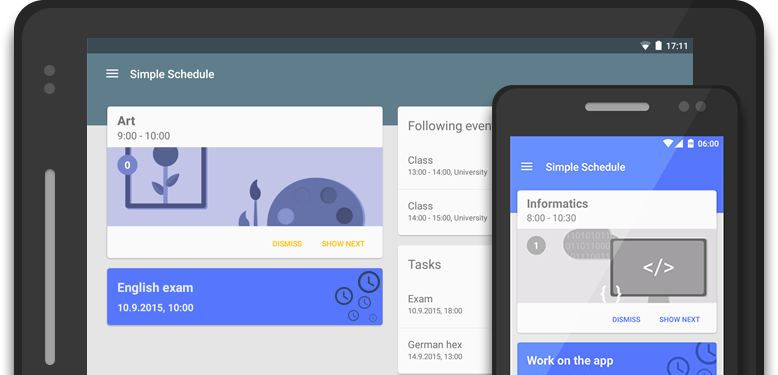 17:11
Simple Schedule
Art
9:00 - 10:00
0
DISMISS SHOW NEXT
English exam
10.9.2015, 10:00
Following even
Class
13:00 - 14:00, University
Class
14:00 - 15:00, University
Tasks
Exam
10.9.2015, 18:00
German hex
14.9.2015, 13:00
06:00
Simple Schedule
Informatics
8:00 - 10:30
1
</>
{ }
DISMISS SHOW NEXT
Work on the app